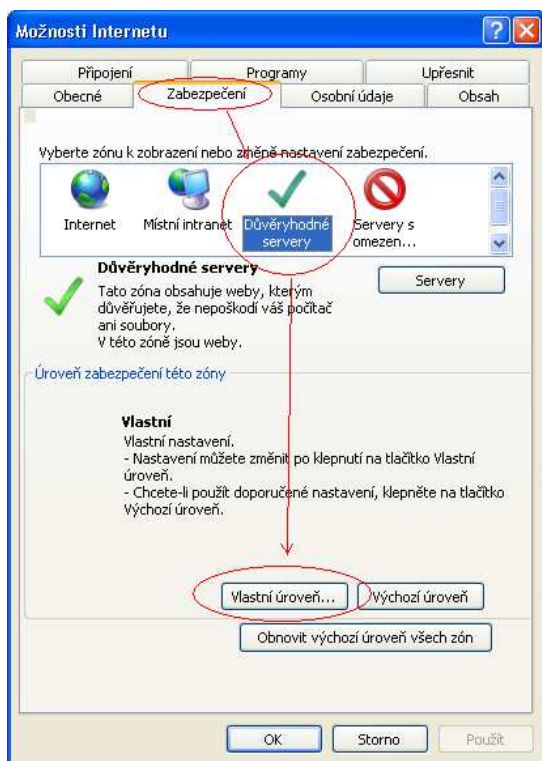 Možnosti Internetu
Připojení Programy Upřesnit
Obecné Zabezpečení Osobní údaje Obsah
Vyberte zónu k zobrazení nebo změně nastavení zabezpečení.
Internet Místní intranet Důvěryhodné servery Servery s omezen...
Důvěryhodné servery
Servery
Tato zóna obsahuje weby, kterým
důvěřujete, že nepoškodí váš počítač
ani soubory.
V této zóně jsou weby.
Úroveň zabezpečení této zóny
Vlastní
Vlastní nastavení.
- Nastavení můžete změnit po klepnutí na tlačítko Vlastní
úroveň.
- Chcete-li použít doporučené nastavení, klepněte na tlačítko
Výchozí úroveň.
Vlastní úroveň... Výchozí úroveň
Obnovit výchozí úroveň všech zón
OK Storno Použít